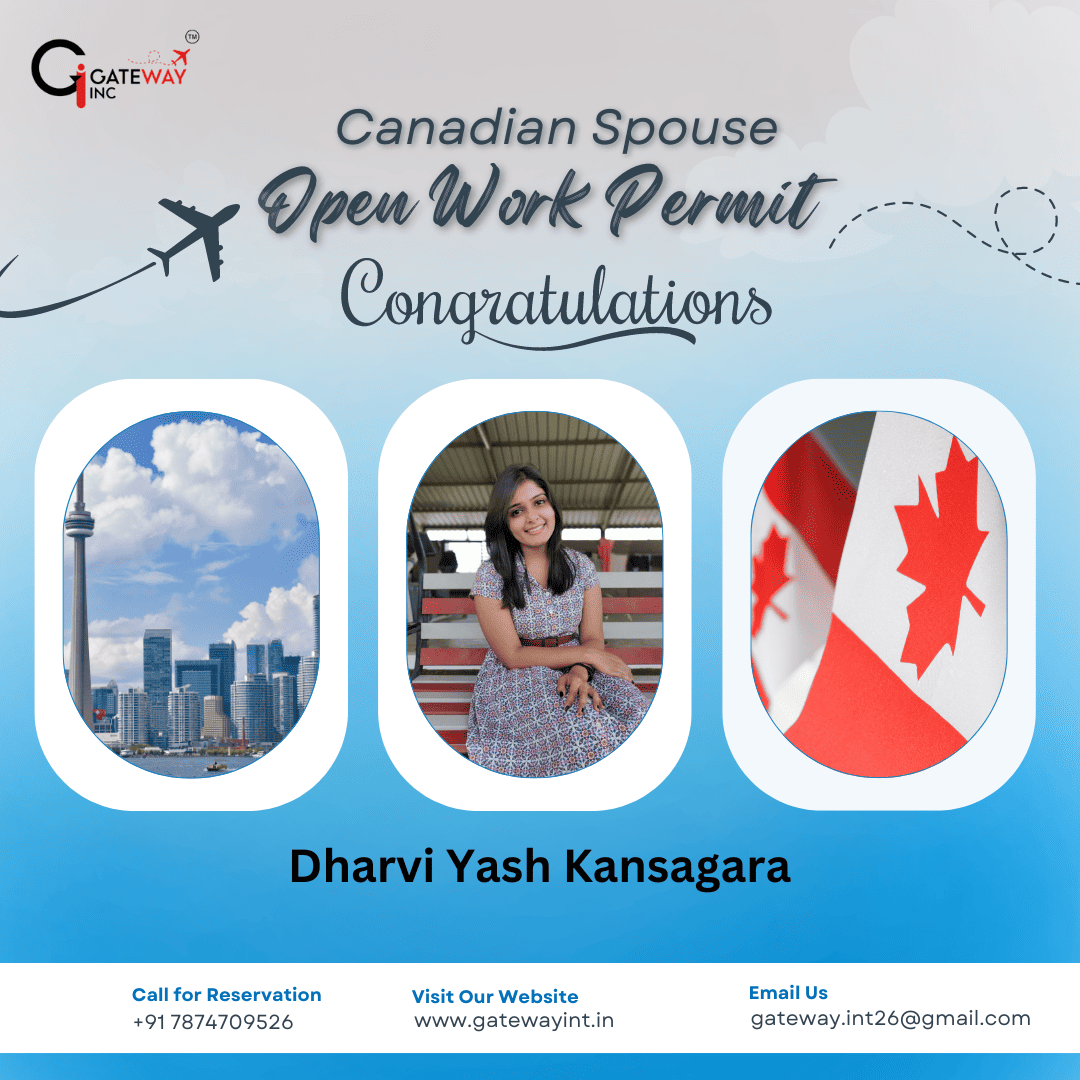 GATEWAY
INC
TM
Canadian Spouse
Open Work Permit
Congratulations
Dharvi Yash Kansagara
Call for Reservation
+91 7874709526
Visit Our Website
www.gatewayint.in
Email Us
gateway.int26@gmail.com